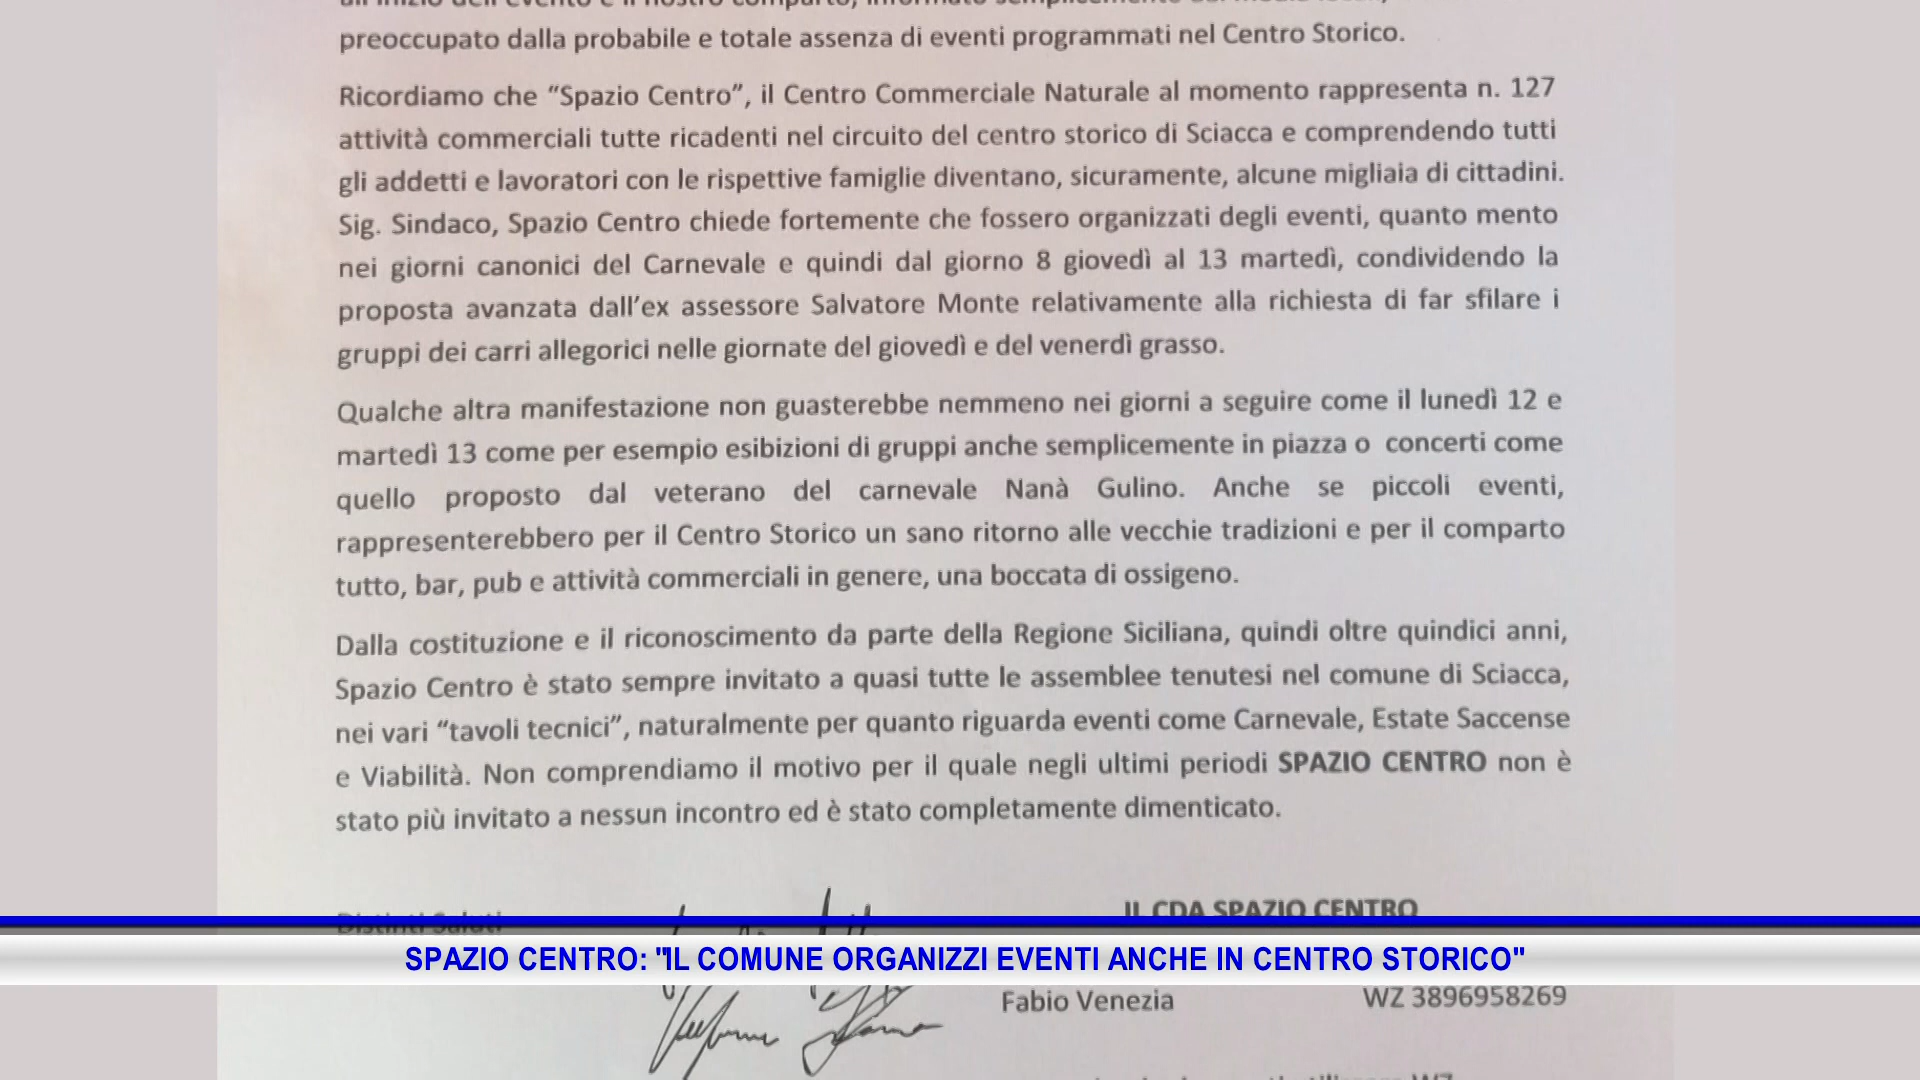 preoccupato dalla probabile e totale assenza di eventi programmati nel Centro Storico.
Ricordiamo che “Spazio Centro”, il Centro Commerciale Naturale al momento rappresenta n. 127
attività commerciali tutte ricadenti nel circuito del centro storico di Sciacca e comprendendo tutti
gli addetti e lavoratori con le rispettive famiglie diventano, sicuramente, alcune migliaia di cittadini.
Sig. Sindaco, Spazio Centro chiede fortemente che fossero organizzati degli eventi, quanto mento
nei giorni canonici del Carnevale e quindi dal giorno 8 giovedì al 13 martedì, condividendo la
proposta avanzata dall’ex assessore Salvatore Monte relativamente alla richiesta di far sfilare i
gruppi dei carri allegorici nelle giornate del giovedì e del venerdì grasso.
Qualche altra manifestazione non guasterebbe nemmeno nei giorni a seguire come il lunedì 12 e
martedì 13 come per esempio esibizioni di gruppi anche semplicemente in piazza o concerti come
quello proposto dal veterano del carnevale Nanà Gulino. Anche se piccoli eventi,
rappresenterebbero per il Centro Storico un sano ritorno alle vecchie tradizioni e per il comparto
tutto, bar, pub e attività commerciali in genere, una boccata di ossigeno.
Dalla costituzione e il riconoscimento da parte della Regione Siciliana, quindi oltre quindici anni,
Spazio Centro è stato sempre invitato a quasi tutte le assemblee tenutesi nel comune di Sciacca,
nei vari “tavoli tecnici”, naturalmente per quanto riguarda eventi come Carnevale, Estate Saccense
e Viabilità. Non comprendiamo il motivo per il quale negli ultimi periodi SPAZIO CENTRO non è
stato più invitato a nessun incontro ed è stato completamente dimenticato.
Distinti Saluti
IL CDA SPAZIO CENTRO
SPAZIO CENTRO: "IL COMUNE ORGANIZZI EVENTI ANCHE IN CENTRO STORICO"
Fabio Venezia WZ 3896958269